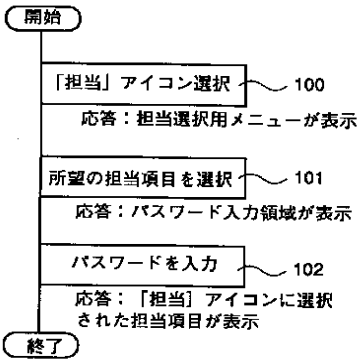 開始
「担当」アイコン選択
100
応答：担当選択用メニューが表示
所望の担当項目を選択
101
応答：パスワード入力領域が表示
パスワードを入力
102
応答：「担当」アイコンに選択
された担当項目が表示
終了